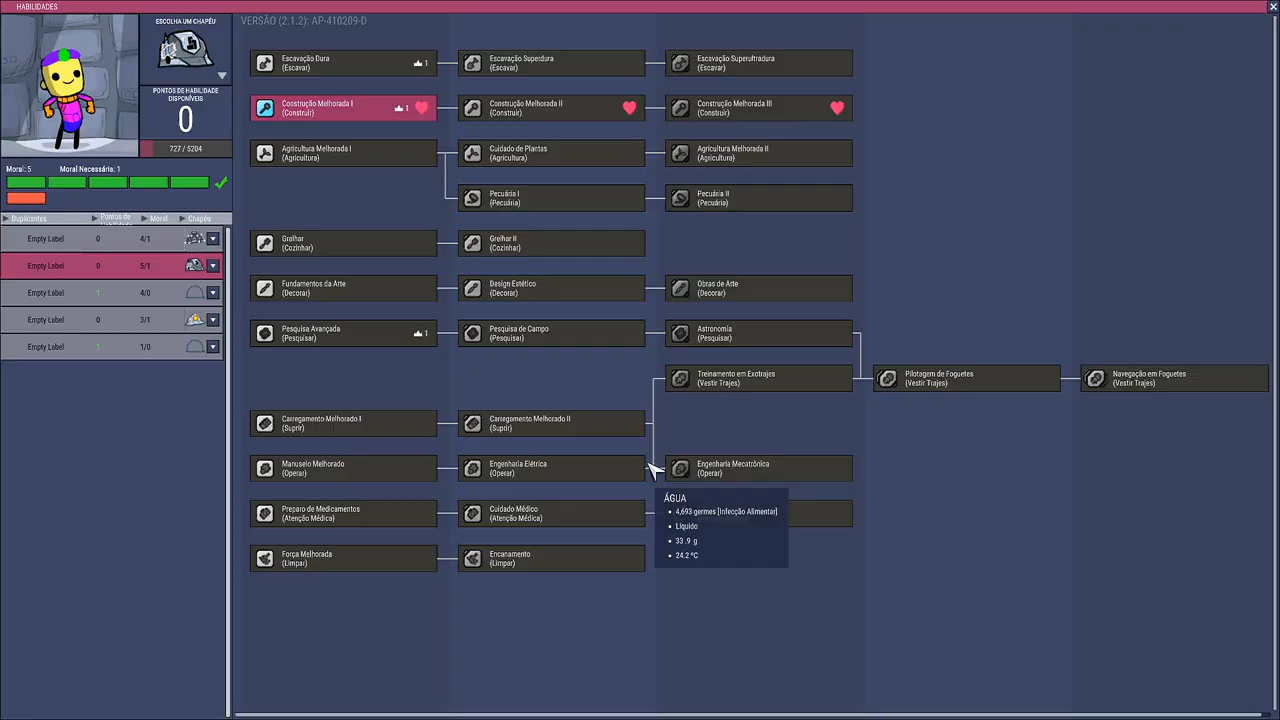 HABILIDADES
VERSÃO (2.1.2): AP-410209-D
ESCOLHA UM CHAPÉU
PONTOS DE HABILIDADE
DISPONÍVEIS
0
727 / 5204
Moral: 5
Moral Necessária: 1
Duplicantes
Pontos de
Habilidade
Moral
Chapéu
Empty Label 0 4/1
Empty Label 0 5/1
Empty Label 1 4/0
Empty Label 0 3/1
Empty Label 1 1/0
Escavação Dura
(Escavar)
1
Escavação Superdura
(Escavar)
Escavação Superultradura
(Escavar)
Construção Melhorada I
(Construir)
1
Construção Melhorada II
(Construir)
Construção Melhorada III
(Construir)
Agricultura Melhorada I
(Agricultura)
Cuidado de Plantas
(Agricultura)
Agricultura Melhorada II
(Agricultura)
Pecuária I
(Pecuária)
Pecuária II
(Pecuária)
Grelhar
(Cozinhar)
Grelhar II
(Cozinhar)
Fundamentos da Arte
(Decorar)
Design Estético
(Decorar)
Obras de Arte
(Decorar)
Pesquisa Avançada
(Pesquisar)
1
Pesquisa de Campo
(Pesquisar)
Astronomia
(Pesquisar)
Treinamento em Exotrajes
(Vestir Trajes)
Pilotagem de Foguetes
(Vestir Trajes)
Navegação em Foguetes
(Vestir Trajes)
Carregamento Melhorado I
(Suprir)
Carregamento Melhorado II
(Suprir)
Manuseio Melhorado
(Operar)
Engenharia Elétrica
(Operar)
Engenharia Mecatrônica
(Operar)
Preparo de Medicamentos
(Atenção Médica)
Cuidado Médico
(Atenção Médica)
Força Melhorada
(Limpar)
Encanamento
(Limpar)
ÁGUA
• 4,693 germes [Infecção Alimentar]
• Líquido
• 33.9 g
• 24.2 ºC